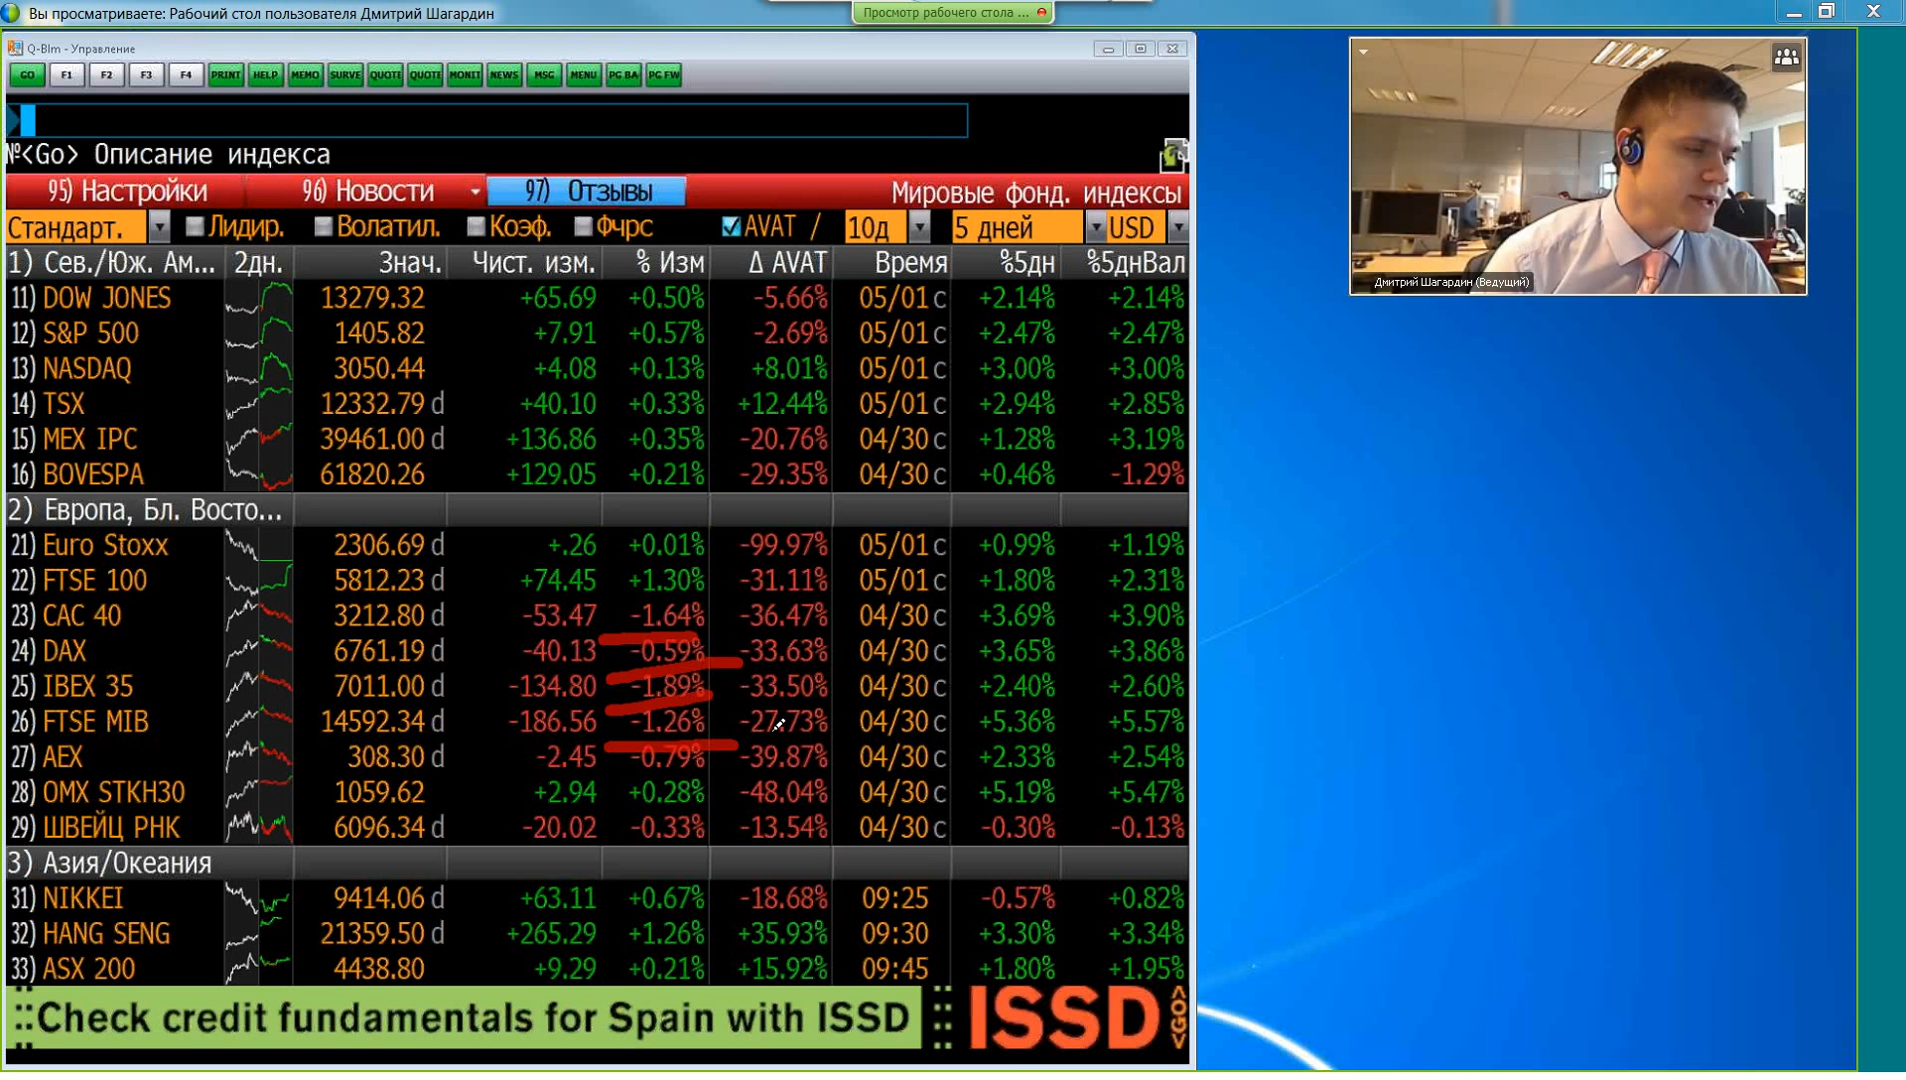 Вы просматриваете: Рабочий стол пользователя Дмитрий Шагардин
Просмотр рабочего стола ...
Q-Blm - Управление
GO F1 F2 F3 F4 PRINT HELP MEMO SURVE QUOTE QUOTE MONIT NEWS MSG MENU PG BA PG FW
№<Go> Описание индекса
95) Настройки 96) Новости 97) Отзывы Мировые фонд. индексы
Стандарт. Лидир. Волатил. Коэф. Фчрс AVAT / 10д 5 дней USD
1) Сев./Юж. Ам... 2дн. Знач. Чист. изм. % Изм Δ AVAT Время %5дн %5днВал
11) DOW JONES 13279.32 +65.69 +0.50% -5.66% 05/01 c +2.14% +2.14%
12) S&P 500 1405.82 +7.91 +0.57% -2.69% 05/01 c +2.47% +2.47%
13) NASDAQ 3050.44 +4.08 +0.13% +8.01% 05/01 c +3.00% +3.00%
14) TSX 12332.79 d +40.10 +0.33% +12.44% 05/01 c +2.94% +2.85%
15) MEX IPC 39461.00 d +136.86 +0.35% -20.76% 04/30 c +1.28% +3.19%
16) BOVESPA 61820.26 +129.05 +0.21% -29.35% 04/30 c +0.46% -1.29%
2) Европа, Бл. Восто...
21) Euro Stoxx 2306.69 d +.26 +0.01% -99.97% 05/01 c +0.99% +1.19%
22) FTSE 100 5812.23 d +74.45 +1.30% -31.11% 05/01 c +1.80% +2.31%
23) CAC 40 3212.80 d -53.47 -1.64% -36.47% 04/30 c +3.69% +3.90%
24) DAX 6761.19 d -40.13 -0.59% -33.63% 04/30 c +3.65% +3.86%
25) IBEX 35 7011.00 d -134.80 -1.89% -33.50% 04/30 c +2.40% +2.60%
26) FTSE MIB 14592.34 d -186.56 -1.26% -27.73% 04/30 c +5.36% +5.57%
27) AEX 308.30 d -2.45 -0.79% -39.87% 04/30 c +2.33% +2.54%
28) OMX STKH30 1059.62 +2.94 +0.28% -48.04% 04/30 c +5.19% +5.47%
29) ШВЕЙЦ РНК 6096.34 d -20.02 -0.33% -13.54% 04/30 c -0.30% -0.13%
3) Азия/Океания
31) NIKKEI 9414.06 d +63.11 +0.67% -18.68% 09:25 -0.57% +0.82%
32) HANG SENG 21359.50 d +265.29 +1.26% +35.93% 09:30 +3.30% +3.34%
33) ASX 200 4438.80 +9.29 +0.21% +15.92% 09:45 +1.80% +1.95%
Check credit fundamentals for Spain with ISSD ISSD <GO>
Дмитрий Шагардин (Ведущий)